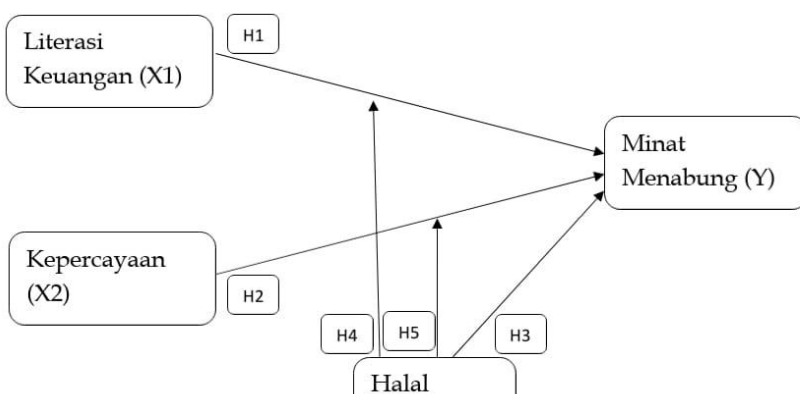 Literasi
Keuangan (X1)
H1
Minat
Menabung (Y)
Kepercayaan
(X2)
H2
H4
H5
H3
Halal